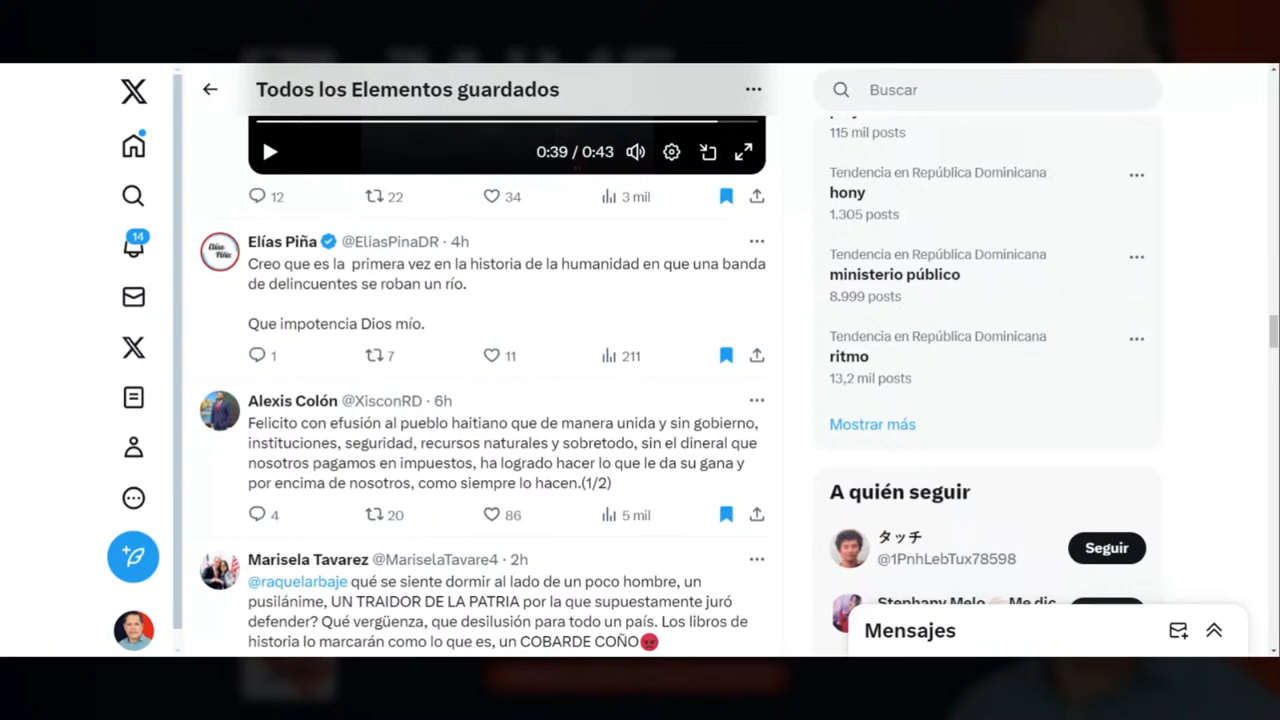 Todos los Elementos guardados
0:39 / 0:43
12 22 34 3 mil
Elías Piña @EliasPinaDR · 4h
Creo que es la primera vez en la historia de la humanidad en que una banda
de delincuentes se roban un río.
Que impotencia Dios mío.
1 7 11 211
Alexis Colón @XisconRD · 6h
Felicito con efusión al pueblo haitiano que de manera unida y sin gobierno,
instituciones, seguridad, recursos naturales y sobretodo, sin el dineral que
nosotros pagamos en impuestos, ha logrado hacer lo que le da su gana y
por encima de nosotros, como siempre lo hacen.(1/2)
4 20 86 5 mil
Marisela Tavarez @MariselaTavare4 · 2h
@raquelarbaje qué se siente dormir al lado de un poco hombre, un
pusilánime, UN TRAIDOR DE LA PATRIA por la que supuestamente juró
defender? Qué vergüenza, que desilusión para todo un país. Los libros de
historia lo marcarán como lo que es, un COBARDE COÑO
14
Buscar
115 mil posts
Tendencia en República Dominicana
hony
1.305 posts
Tendencia en República Dominicana
ministerio público
8.999 posts
Tendencia en República Dominicana
ritmo
13,2 mil posts
Mostrar más
A quién seguir
タッチ
@1PnhLebTux78598
Seguir
Stephany Melo Me dic
Mensajes